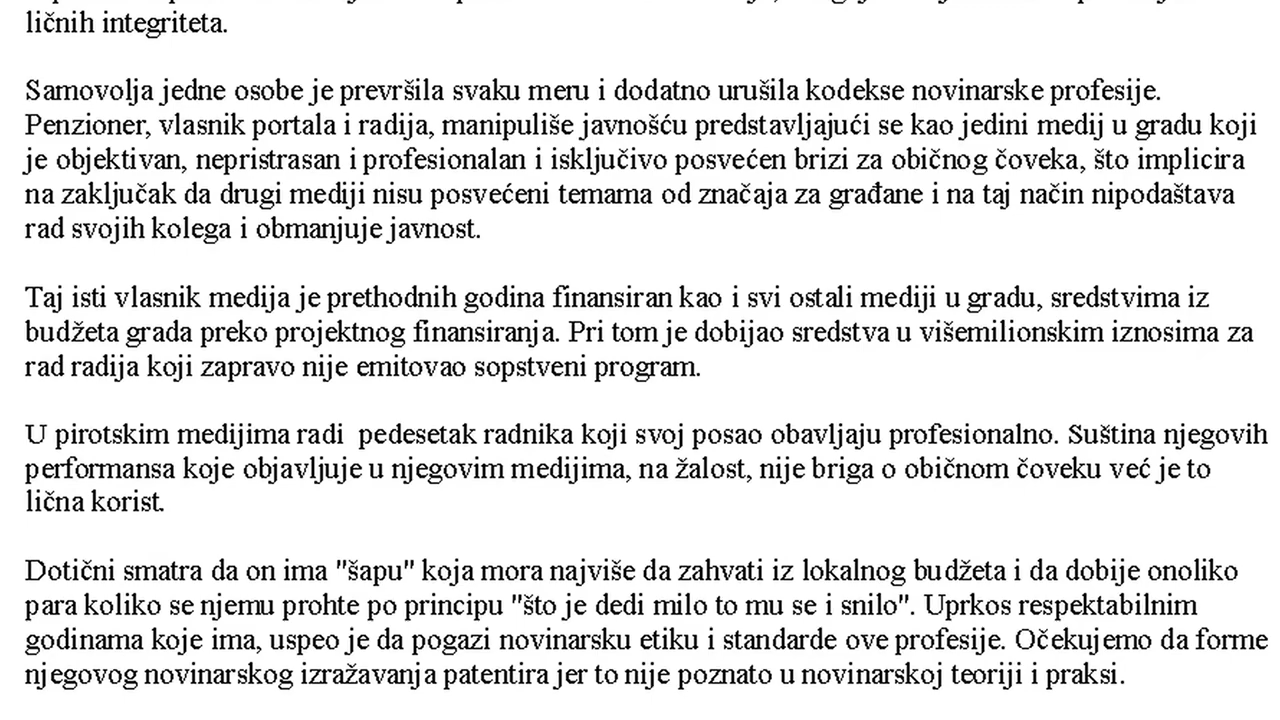 ličnih integriteta.
Samovolja jedne osobe je prevršila svaku meru i dodatno urušila kodekse novinarske profesije.
Penzioner, vlasnik portala i radija, manipuliše javnošću predstavljajući se kao jedini medij u gradu koji
je objektivan, nepristrasan i profesionalan i isključivo posvećen brizi za običnog čoveka, što implicira
na zaključak da drugi mediji nisu posvećeni temama od značaja za građane i na taj način nipodaštava
rad svojih kolega i obmanjuje javnost.
Taj isti vlasnik medija je prethodnih godina finansiran kao i svi ostali mediji u gradu, sredstvima iz
budžeta grada preko projektnog finansiranja. Pri tom je dobijao sredstva u višemilionskim iznosima za
rad radija koji zapravo nije emitovao sopstveni program.
U pirotskim medijima radi pedesetak radnika koji svoj posao obavljaju profesionalno. Suština njegovih
performansa koje objavljuje u njegovim medijima, na žalost, nije briga o običnom čoveku već je to
lična korist.
Dotični smatra da on ima "šapu" koja mora najviše da zahvati iz lokalnog budžeta i da dobije onoliko
para koliko se njemu prohte po principu "što je dedi milo to mu se i snilo". Uprkos respektabilnim
godinama koje ima, uspeo je da pogazi novinarsku etiku i standarde ove profesije. Očekujemo da forme
njegovog novinarskog izražavanja patentira jer to nije poznato u novinarskoj teoriji i praksi.